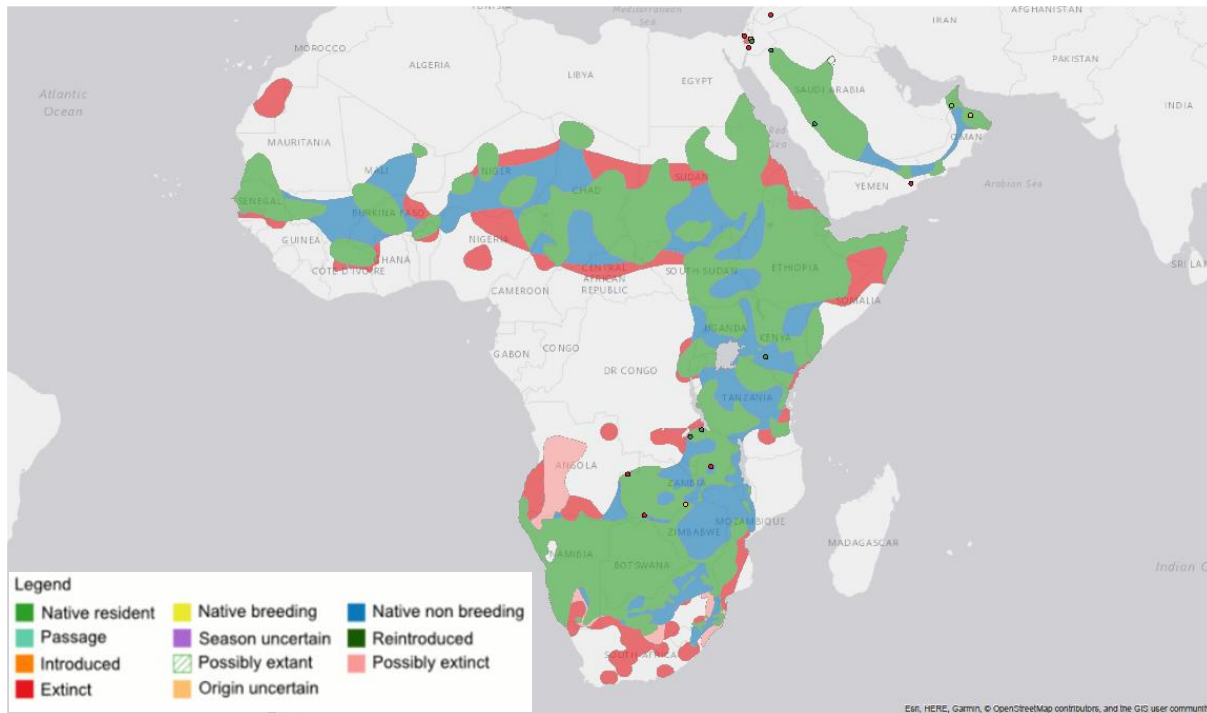 TUNISIA
Mediterranean
Sea
IRAN
AFGHANISTAN
MOROCCO
PAKISTAN
ALGERIA
LIBYA
EGYPT
SAUDI ARABIA
Atlantic
Ocean
INDIA
Red
Sea
OMAN
MAURITANIA
MALI
NIGER
CHAD
SUDAN
YEMEN
Arabian Sea
SENEGAL
BURKINA FASO
GUINEA
NIGERIA
GHANA
CÔTE D'IVOIRE
CENTRAL
AFRICAN
REPUBLIC
SOUTH SUDAN
ETHIOPIA
SRI LAN
CAMEROON
SOMALIA
UGANDA
KENYA
GABON
CONGO
DR CONGO
TANZANIA
ANGOLA
ZAMBIA
MOZAMBIQUE
ZIMBABWE
MADAGASCAR
NAMIBIA
BOTSWANA
Indian O
SOUTH AFRICA
Legend
Native resident
Native breeding
Native non breeding
Passage
Season uncertain
Reintroduced
Introduced
Possibly extant
Possibly extinct
Extinct
Origin uncertain
Esri, HERE, Garmin, © OpenStreetMap contributors, and the GIS user communit